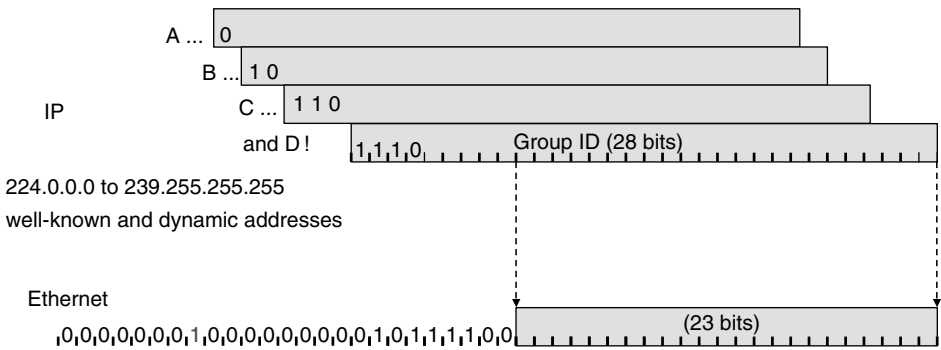 A ... 0
B ... 1 0
IP
C ... 1 1 0
and D ! 1 1 1 0 Group ID (28 bits)
224.0.0.0 to 239.255.255.255
well-known and dynamic addresses
Ethernet
0 0 0 0 0 0 0 1 0 0 0 0 0 0 0 0 0 1 0 1 1 1 1 0 0 (23 bits)